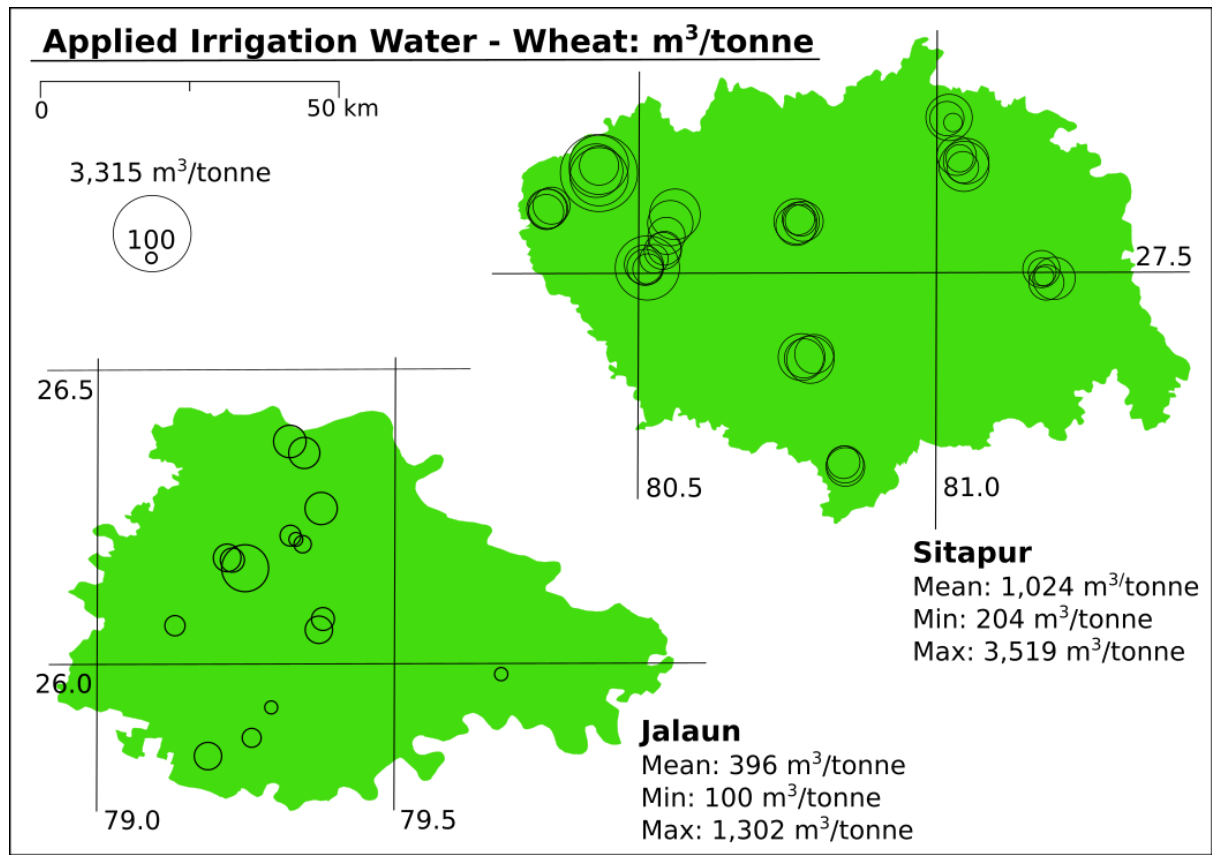 Applied Irrigation Water - Wheat: m³/tonne
0 50 km
3,315 m³/tonne
100
27.5
26.5
80.5 81.0
Sitapur
Mean: 1,024 m³/tonne
Min: 204 m³/tonne
Max: 3,519 m³/tonne
26.0
Jalaun
Mean: 396 m³/tonne
Min: 100 m³/tonne
Max: 1,302 m³/tonne
79.0 79.5